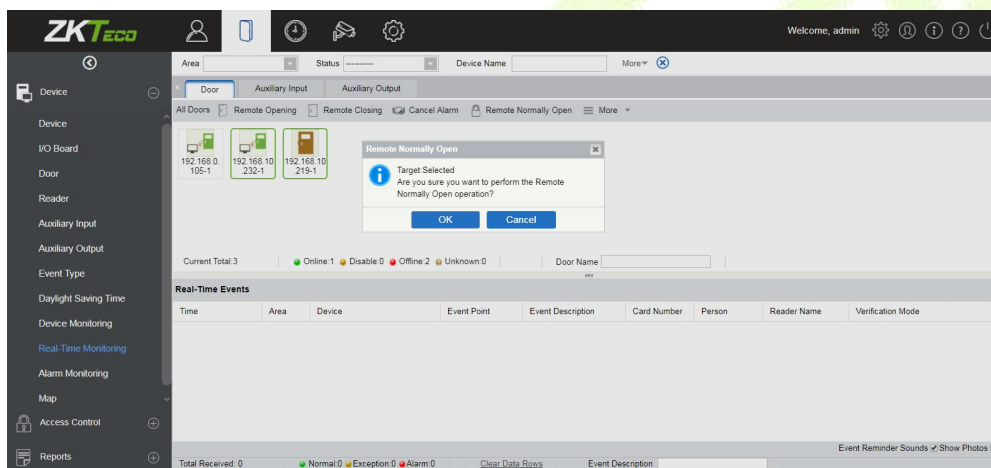 ZKTECO
Welcome, admin
Area
Status ----------
Device Name
More
Device
Device
I/O Board
Door
Reader
Auxiliary Input
Auxiliary Output
Event Type
Daylight Saving Time
Device Monitoring
Real-Time Monitoring
Alarm Monitoring
Map
Access Control
Reports
Door Auxiliary Input Auxiliary Output
All Doors Remote Opening Remote Closing Cancel Alarm Remote Normally Open More
192.168.0.
105-1
192.168.10
.232-1
192.168.10
.219-1
Remote Normally Open
Target:Selected
Are you sure you want to perform the Remote
Normally Open operation?
OK Cancel
Current Total:3 Online:1 Disable:0 Offline:2 Unknown:0 Door Name
Real-Time Events
Time Area Device Event Point Event Description Card Number Person Reader Name Verification Mode
Event Reminder Sounds Show Photos
Total Received: 0 Normal:0 Exception:0 Alarm:0 Clear Data Rows Event Description